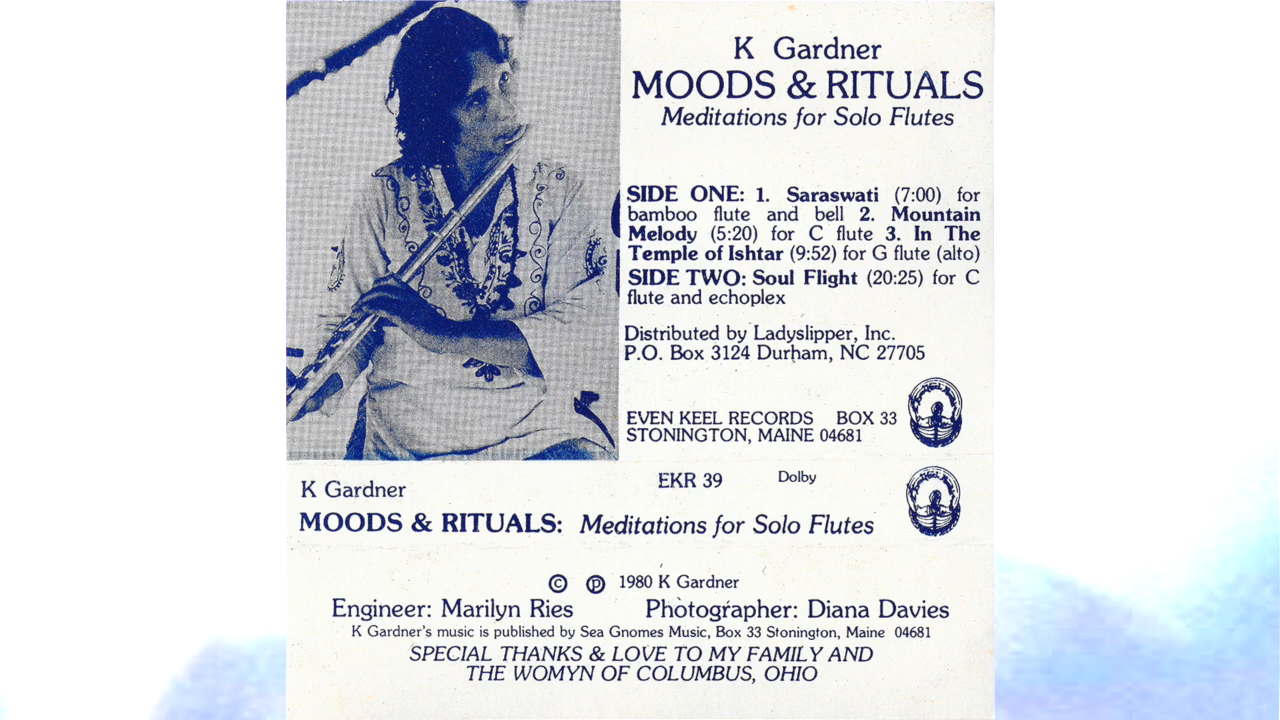 K Gardner
MOODS & RITUALS
Meditations for Solo Flutes
SIDE ONE: 1. Saraswati (7:00) for
bamboo flute and bell 2. Mountain
Melody (5:20) for C flute 3. In The
Temple of Ishtar (9:52) for G flute (alto)
SIDE TWO: Soul Flight (20:25) for C
flute and echoplex
Distributed by Ladyslipper, Inc.
P.O. Box 3124 Durham, NC 27705
EVEN KEEL RECORDS BOX 33
STONINGTON, MAINE 04681
EKR 39 Dolby
K Gardner
MOODS & RITUALS: Meditations for Solo Flutes
© ℗ 1980 K Gardner
Engineer: Marilyn Ries Photographer: Diana Davies
K Gardner's music is published by Sea Gnomes Music, Box 33 Stonington, Maine 04681
SPECIAL THANKS & LOVE TO MY FAMILY AND
THE WOMYN OF COLUMBUS, OHIO